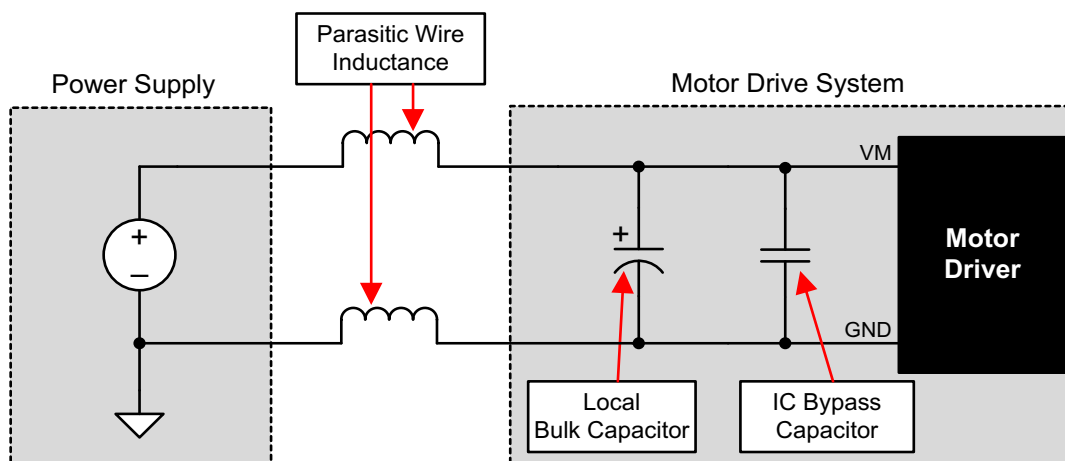 Parasitic Wire
Inductance
Power Supply
Motor Drive System
VM
+
–
+
Motor
Driver
GND
Local
Bulk Capacitor
IC Bypass
Capacitor